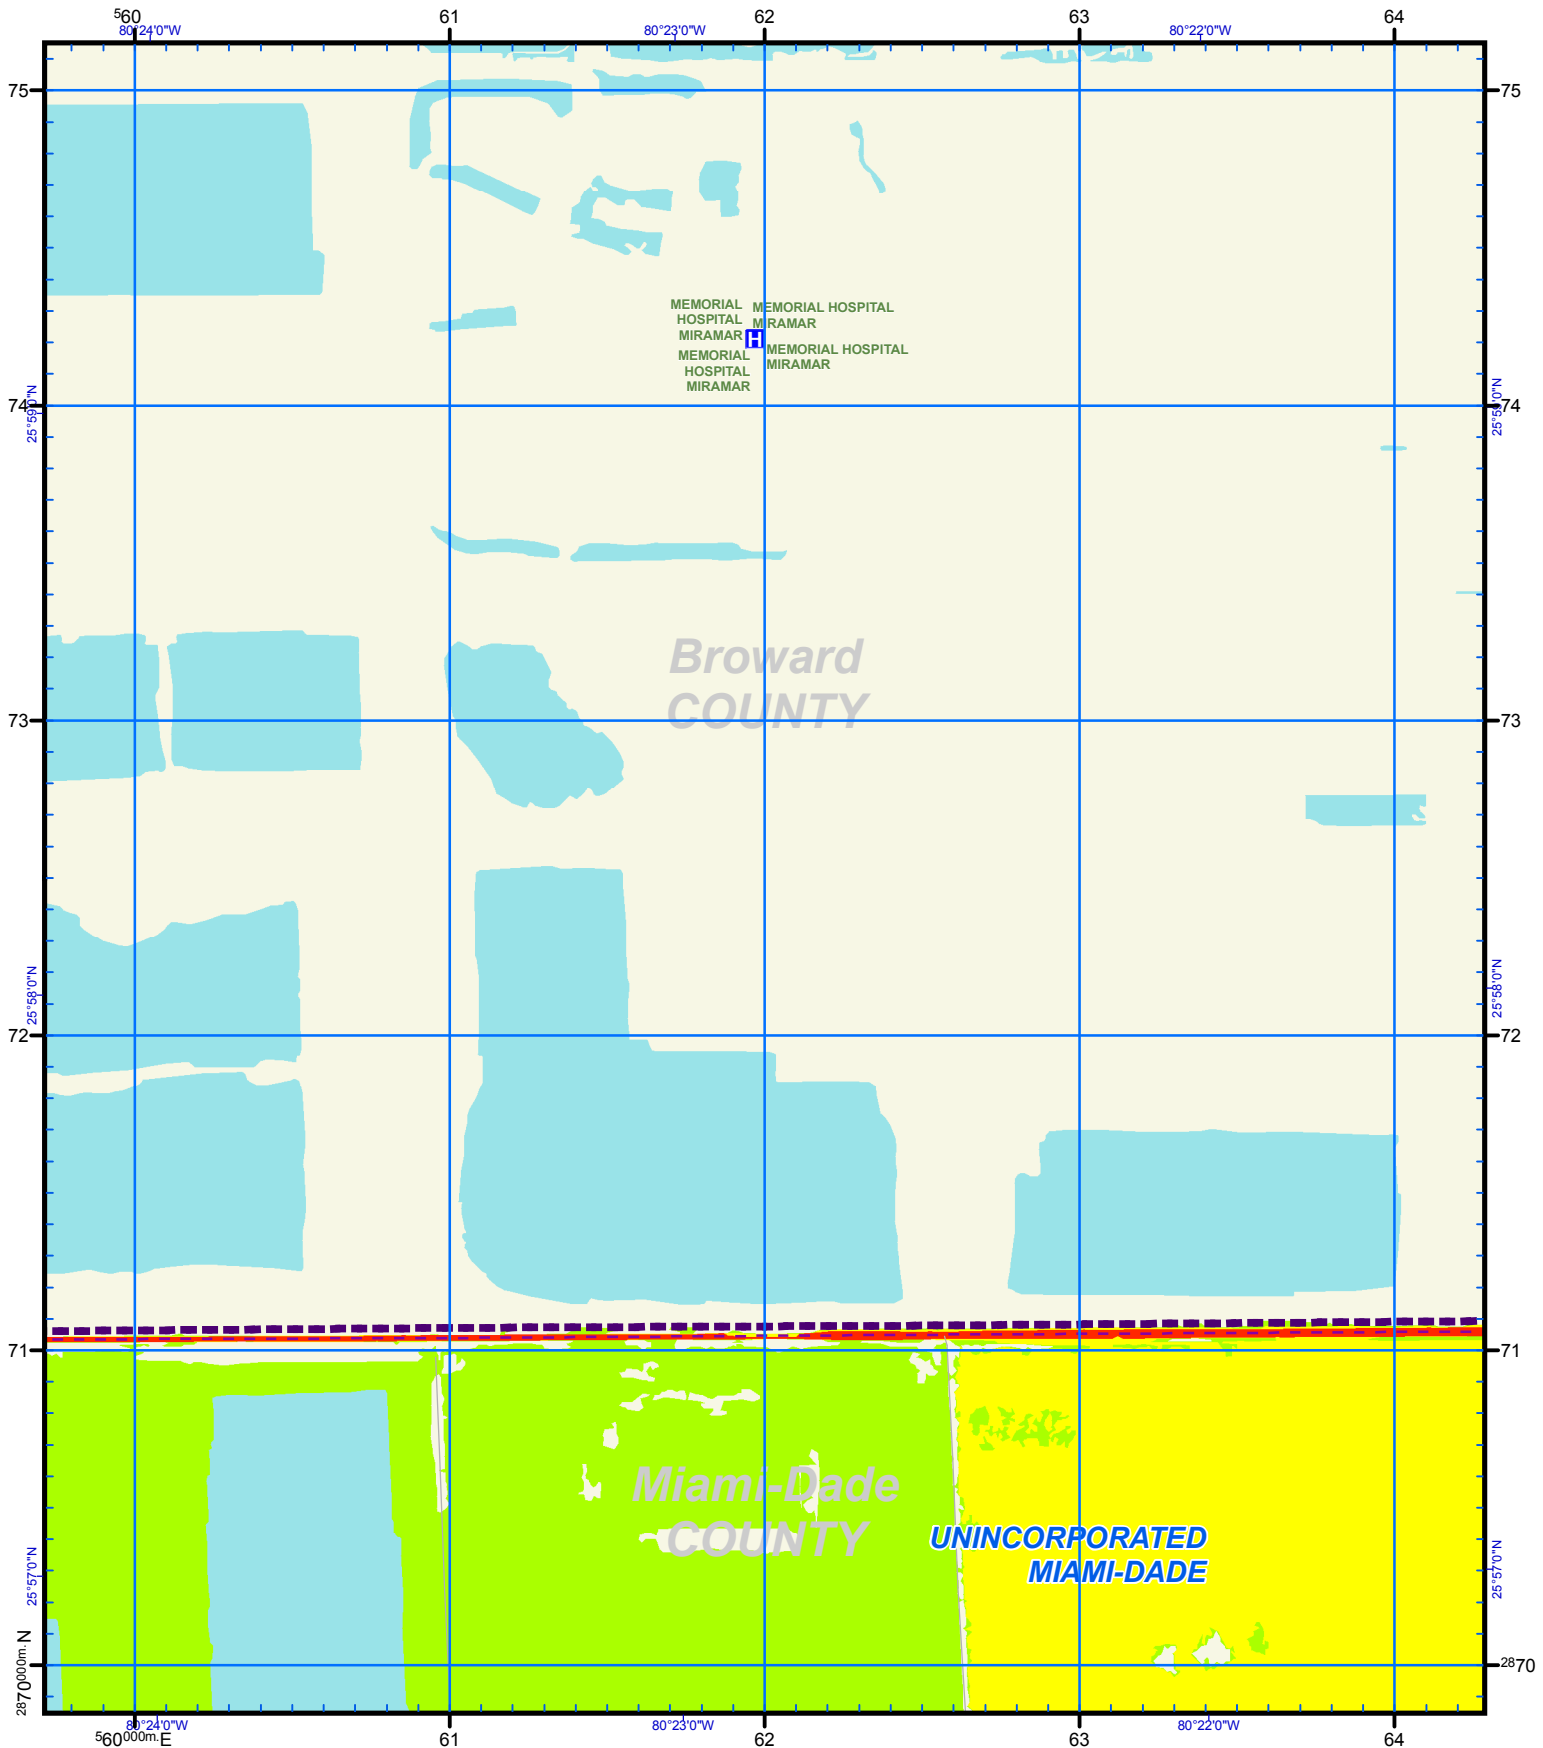 560 61 62 63 64
80°24'0"W 80°23'0"W 80°22'0"W
75 75
MEMORIAL
HOSPITAL
MIRAMAR
MEMORIAL HOSPITAL
MIRAMAR
H
MEMORIAL
HOSPITAL
MIRAMAR
MEMORIAL HOSPITAL
MIRAMAR
74 74
25°59'0"N 25°59'0"N
Broward
COUNTY
73 73
25°58'0"N 25°58'0"N
72 72
71 71
Miami-Dade
COUNTY
UNINCORPORATED
MIAMI-DADE
25°57'0"N 25°57'0"N
2870000m.N 2870
80°24'0"W 80°23'0"W 80°22'0"W
560000m.E 61 62 63 64